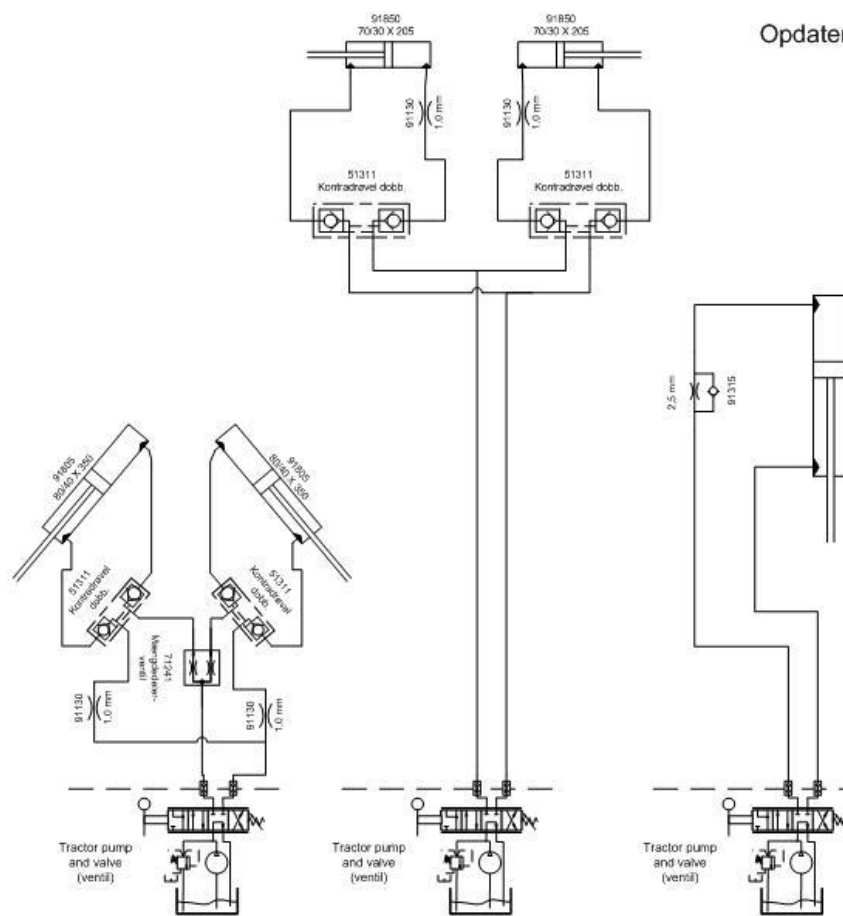 Opdater
91850
70/30 X 205
91850
70/30 X 205
91130
1,0 mm
91130
1,0 mm
51311
Kontradrøvel dobb.
51311
Kontradrøvel dobb.
2,5 mm
91315
91805
80/40 X 350
91805
80/40 X 350
51311
Kontradrøvel
dobb.
51311
Kontradrøvel
dobb.
71241
Mængdedeler-
ventil
91130
1,0 mm
91130
1,0 mm
Tractor pump
and valve
(ventil)
Tractor pump
and valve
(ventil)
Tractor pump
and valve
(ventil)